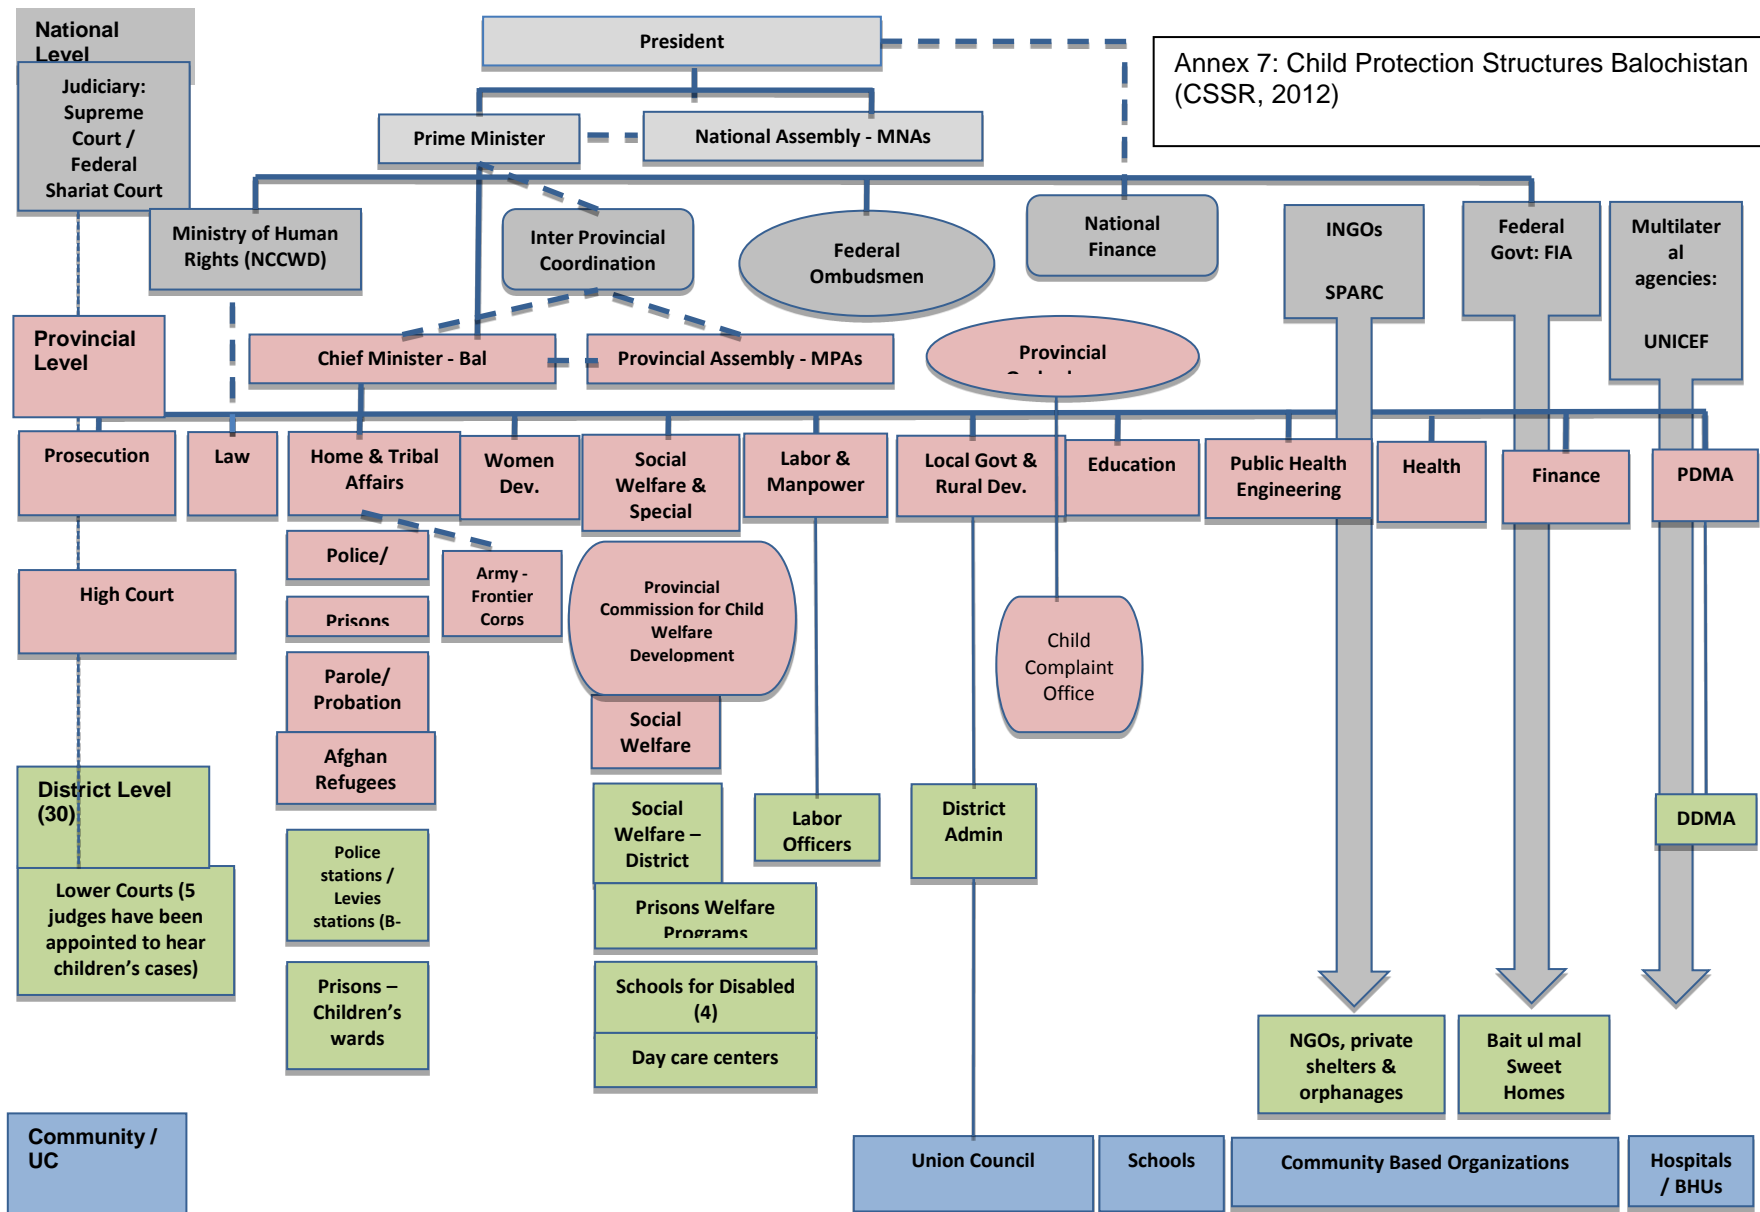 National
Level
Judiciary:
Supreme
Court /
Federal
Shariat Court
President
Annex 7: Child Protection Structures Balochistan
(CSSR, 2012)
Prime Minister
National Assembly - MNAs
Ministry of Human
Rights (NCCWD)
Inter Provincial
Coordination
Federal
Ombudsmen
National
Finance
INGOs
SPARC
Federal
Govt: FIA
Multilater
al
agencies:
UNICEF
Provincial
Level
Chief Minister - Bal
Provincial Assembly - MPAs
Provincial
Prosecution
Law
Home & Tribal
Affairs
Women
Dev.
Social
Welfare &
Special
Labor &
Manpower
Local Govt &
Rural Dev.
Education
Public Health
Engineering
Health
Finance
PDMA
High Court
Police/
Prisons
Parole/
Probation
Afghan
Refugees
Army -
Frontier
Corps
Provincial
Commission for Child
Welfare
Development
Social
Welfare
Child
Complaint
Office
District Level
(30)
Lower Courts (5
judges have been
appointed to hear
children's cases)
Police
stations /
Levies
stations (B-
Prisons –
Children's
wards
Social
Welfare –
District
Prisons Welfare
Programs
Schools for Disabled
(4)
Day care centers
Labor
Officers
District
Admin
DDMA
NGOs, private
shelters &
orphanages
Bait ul mal
Sweet
Homes
Community /
UC
Union Council
Schools
Community Based Organizations
Hospitals
/ BHUs